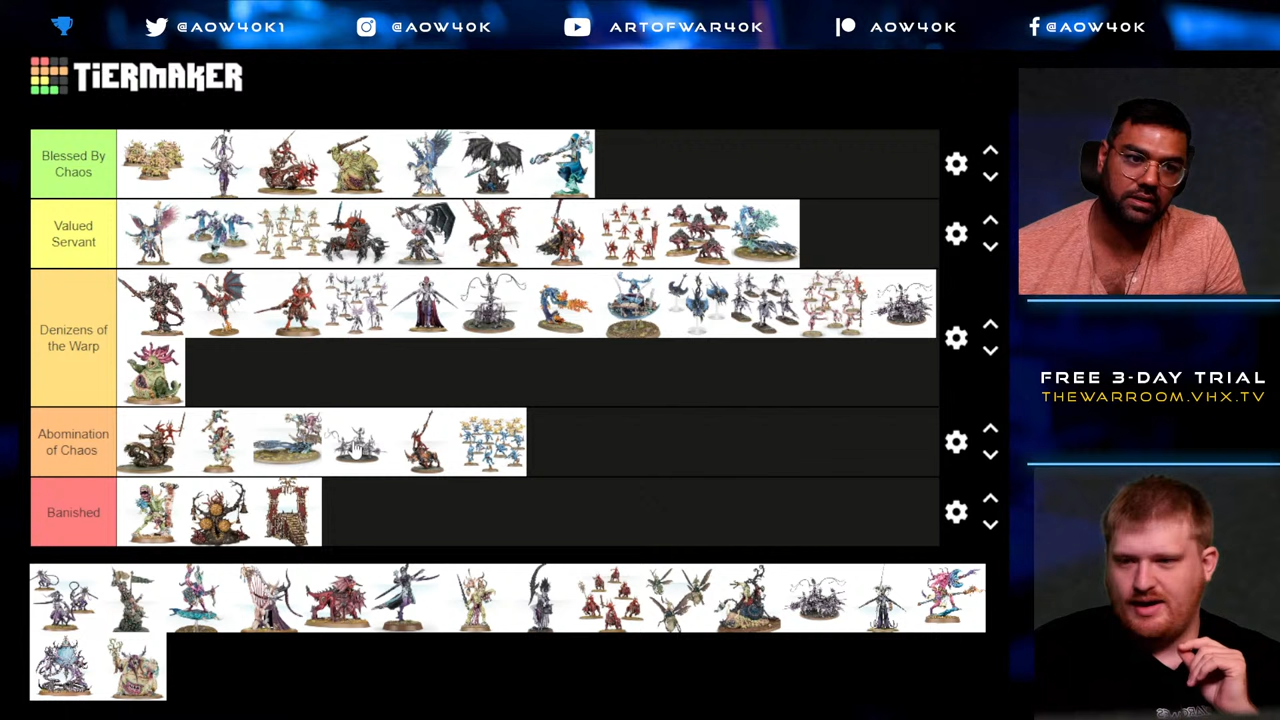 @AOW40K1
@AOW40K
ARTOFWAR40K
AOW40K
@AOW40K
TiERMAKER
Blessed By
Chaos
Valued
Servant
Denizens of
the Warp
Abomination
of Chaos
Banished
FREE 3-DAY TRIAL
THEWARROOM.VHX.TV